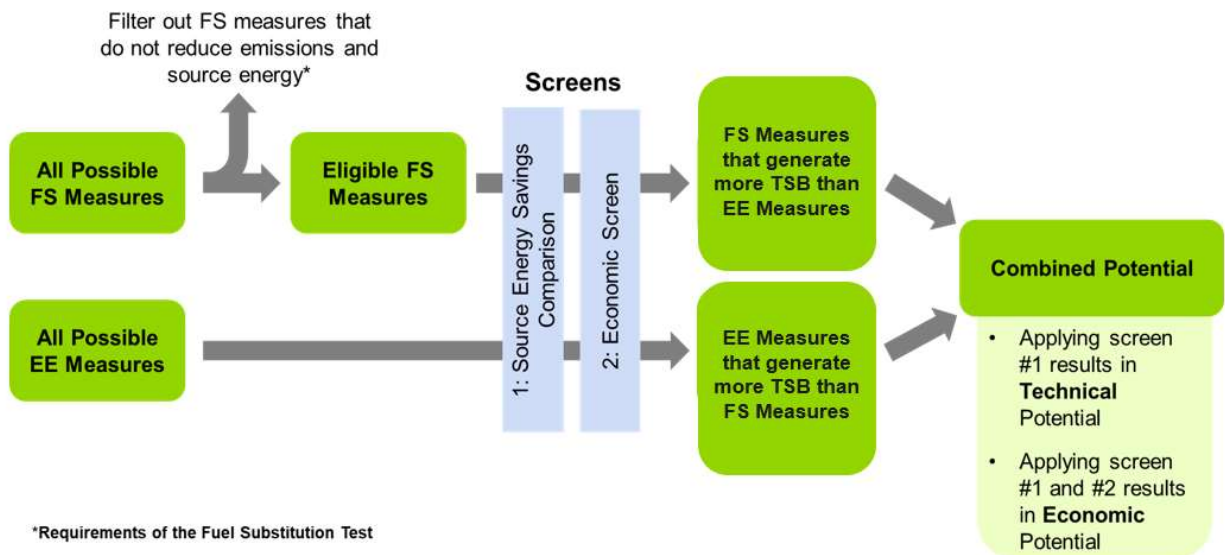 Filter out FS measures that
do not reduce emissions and
source energy*
Screens
All Possible
FS Measures
Eligible FS
Measures
1: Source Energy Savings
Comparison
2: Economic Screen
FS Measures
that generate
more TSB than
EE Measures
All Possible
EE Measures
EE Measures
that generate
more TSB than
FS Measures
Combined Potential
• Applying screen
#1 results in
Technical
Potential
• Applying screen
#1 and #2 results
in Economic
Potential
*Requirements of the Fuel Substitution Test